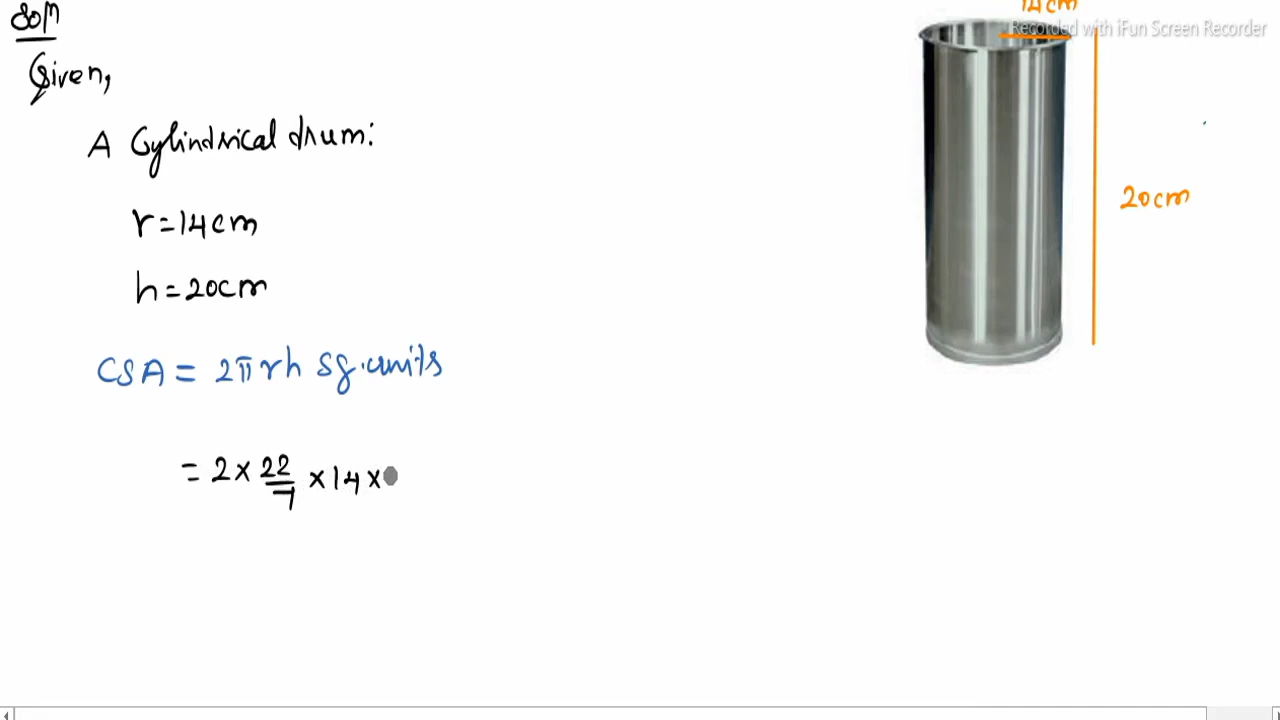 Soln
14cm
Recorded with iFun Screen Recorder
Given,
A Cylindrical drum:
r=14cm
20cm
h=20cm
CSA = 2πrh sq.units
= 2 × 22/7 × 14 ×